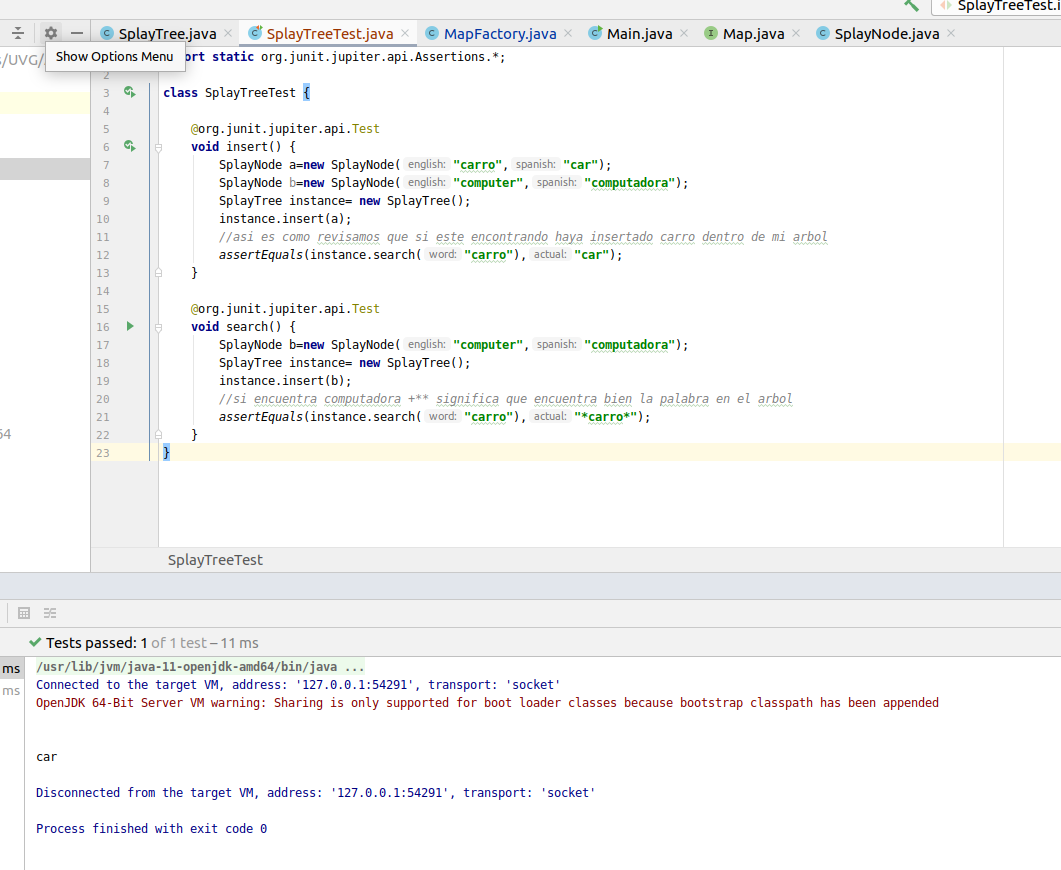 SplayTreeTest.i
SplayTree.java SplayTreeTest.java MapFactory.java Main.java Map.java SplayNode.java
/UVG/
Show Options Menu
ort static org.junit.jupiter.api.Assertions.*;
2
3 class SplayTreeTest {
4
5 @org.junit.jupiter.api.Test
6 void insert() {
7 SplayNode a=new SplayNode( english: "carro", spanish: "car");
8 SplayNode b=new SplayNode( english: "computer", spanish: "computadora");
9 SplayTree instance= new SplayTree();
10 instance.insert(a);
11 //asi es como revisamos que si este encontrando haya insertado carro dentro de mi arbol
12 assertEquals(instance.search( word: "carro"), actual: "car");
13 }
14
15 @org.junit.jupiter.api.Test
16 void search() {
17 SplayNode b=new SplayNode( english: "computer", spanish: "computadora");
18 SplayTree instance= new SplayTree();
19 instance.insert(b);
20 //si encuentra computadora +** significa que encuentra bien la palabra en el arbol
21 assertEquals(instance.search( word: "carro"), actual: "*carro*");
22 }
23 }
64
SplayTreeTest
Tests passed: 1 of 1 test – 11 ms
ms /usr/lib/jvm/java-11-openjdk-amd64/bin/java ...
ms Connected to the target VM, address: '127.0.0.1:54291', transport: 'socket'
OpenJDK 64-Bit Server VM warning: Sharing is only supported for boot loader classes because bootstrap classpath has been appended
car
Disconnected from the target VM, address: '127.0.0.1:54291', transport: 'socket'
Process finished with exit code 0